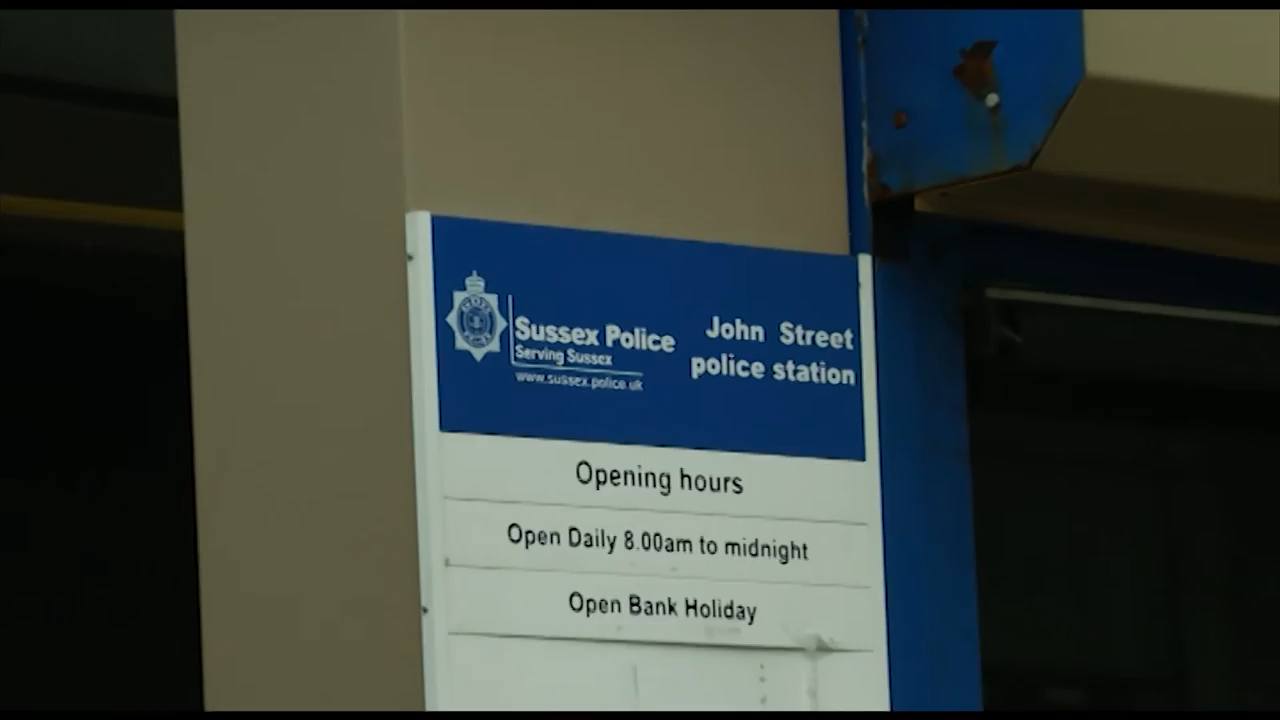 Sussex Police
Serving Sussex
www.sussex.police.uk
John Street
police station
Opening hours
Open Daily 8.00am to midnight
Open Bank Holiday